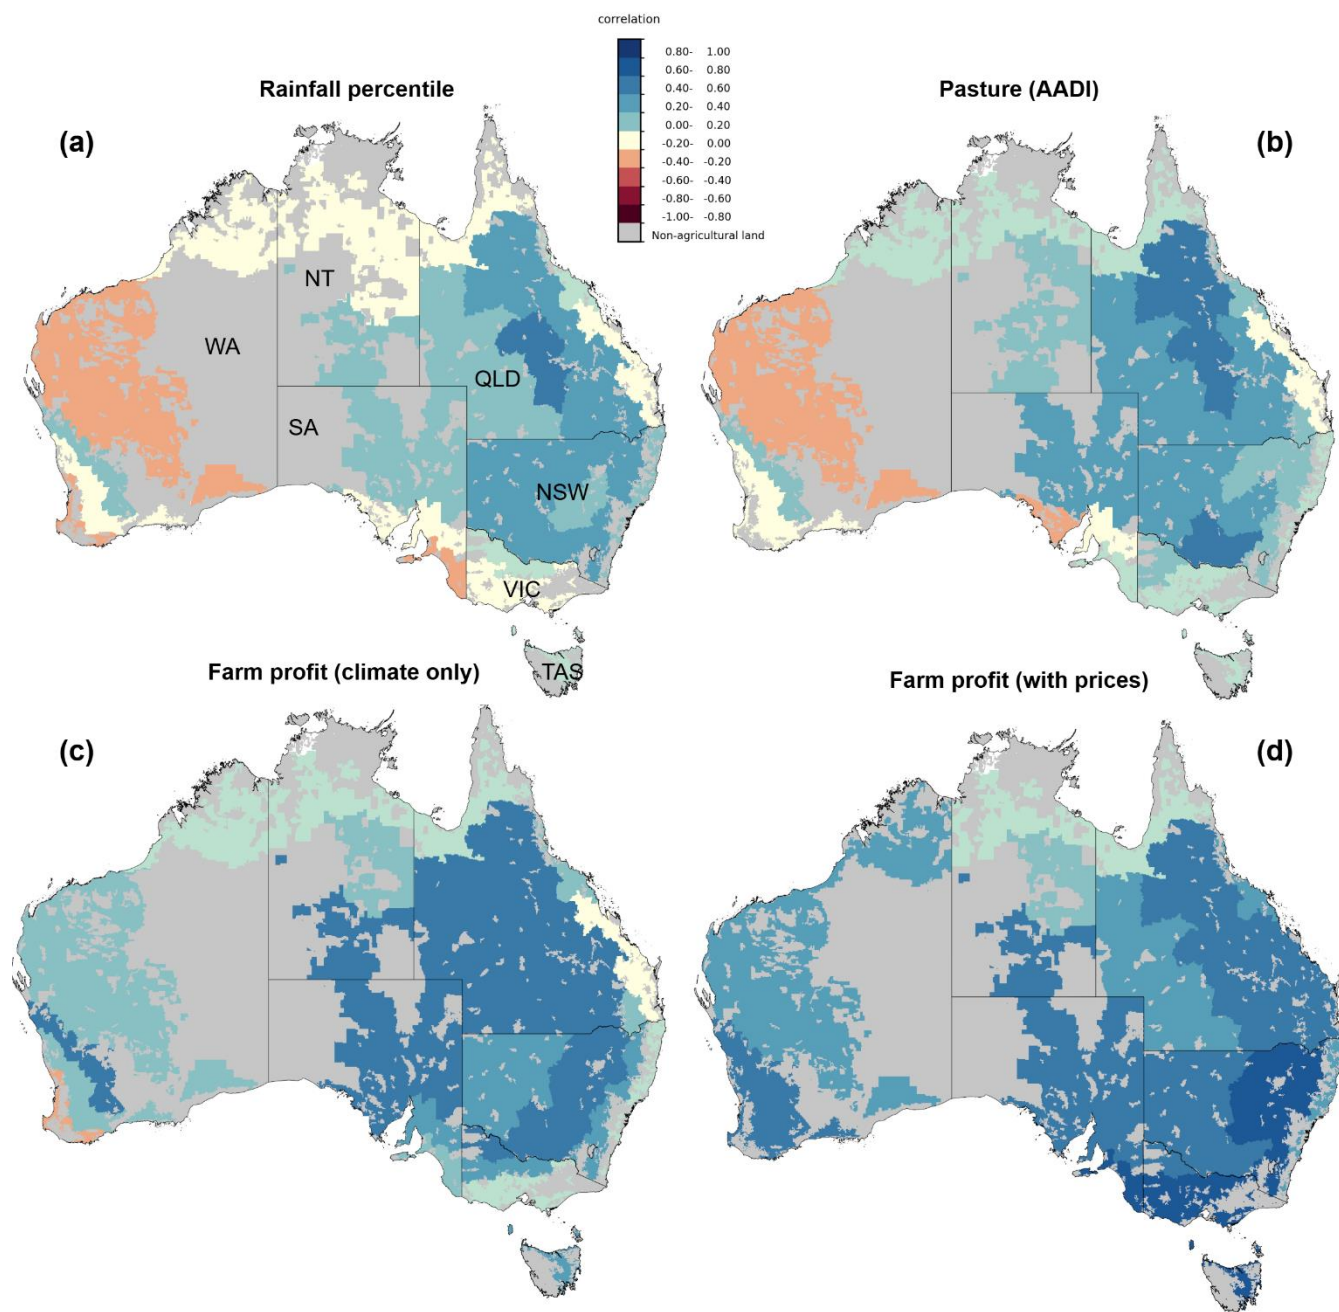 correlation
0.80- 1.00
0.60- 0.80
0.40- 0.60
0.20- 0.40
0.00- 0.20
-0.20- 0.00
-0.40- -0.20
-0.60- -0.40
-0.80- -0.60
-1.00- -0.80
Non-agricultural land
Rainfall percentile
Pasture (AADI)
(a)
(b)
NT
WA
QLD
SA
NSW
VIC
TAS
Farm profit (climate only)
Farm profit (with prices)
(c)
(d)